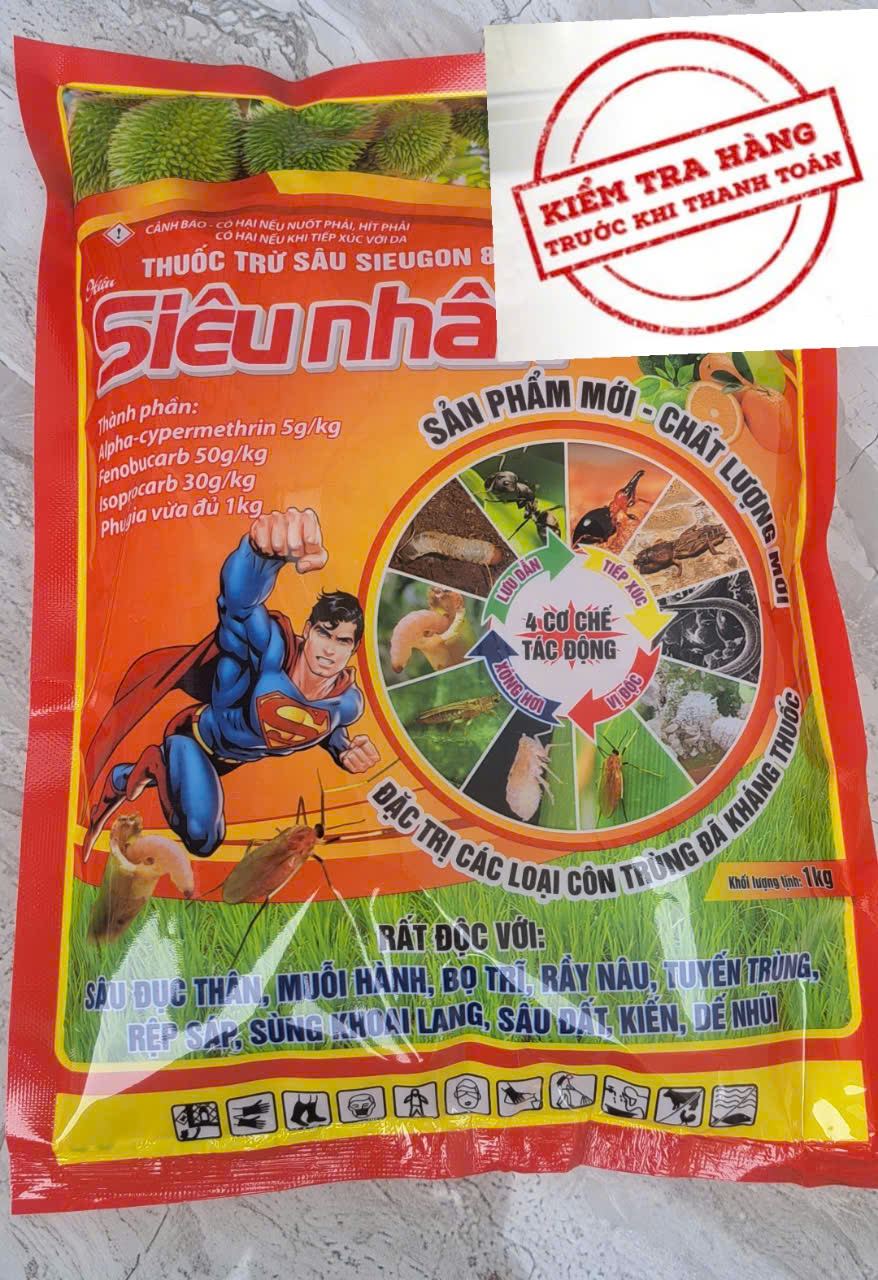 KIỂM TRA HÀNG
TRƯỚC KHI THANH TOÁN
CẢNH BÁO - CÓ HẠI NẾU NUỐT PHẢI, HÍT PHẢI
CÓ HẠI NẾU KHI TIẾP XÚC VỚI DA
THUỐC TRỪ SÂU SIEUGON 8
Hiệu
Siêu nhâ
Thành phần:
Alpha-cypermethrin 5g/kg
Fenobucarb 50g/kg
Isoprocarb 30g/kg
Phụ gia vừa đủ 1kg
SẢN PHẨM MỚI - CHẤT LƯỢNG MỚI
LƯU DẪN
TIẾP XÚC
4 CƠ CHẾ
TÁC ĐỘNG
XÔNG HƠI
VỊ ĐỘC
ĐẶC TRỊ CÁC LOẠI CÔN TRÙNG ĐÃ KHÁNG THUỐC
S
Khối lượng tịnh: 1kg
RẤT ĐỘC VỚI:
SÂU ĐỤC THÂN, MUỖI HÀNH, BỌ TRĨ, RẦY NÂU, TUYẾN TRÙNG,
RỆP SÁP, SÙNG KHOAI LANG, SÂU ĐẤT, KIẾN, DẾ NHŨI